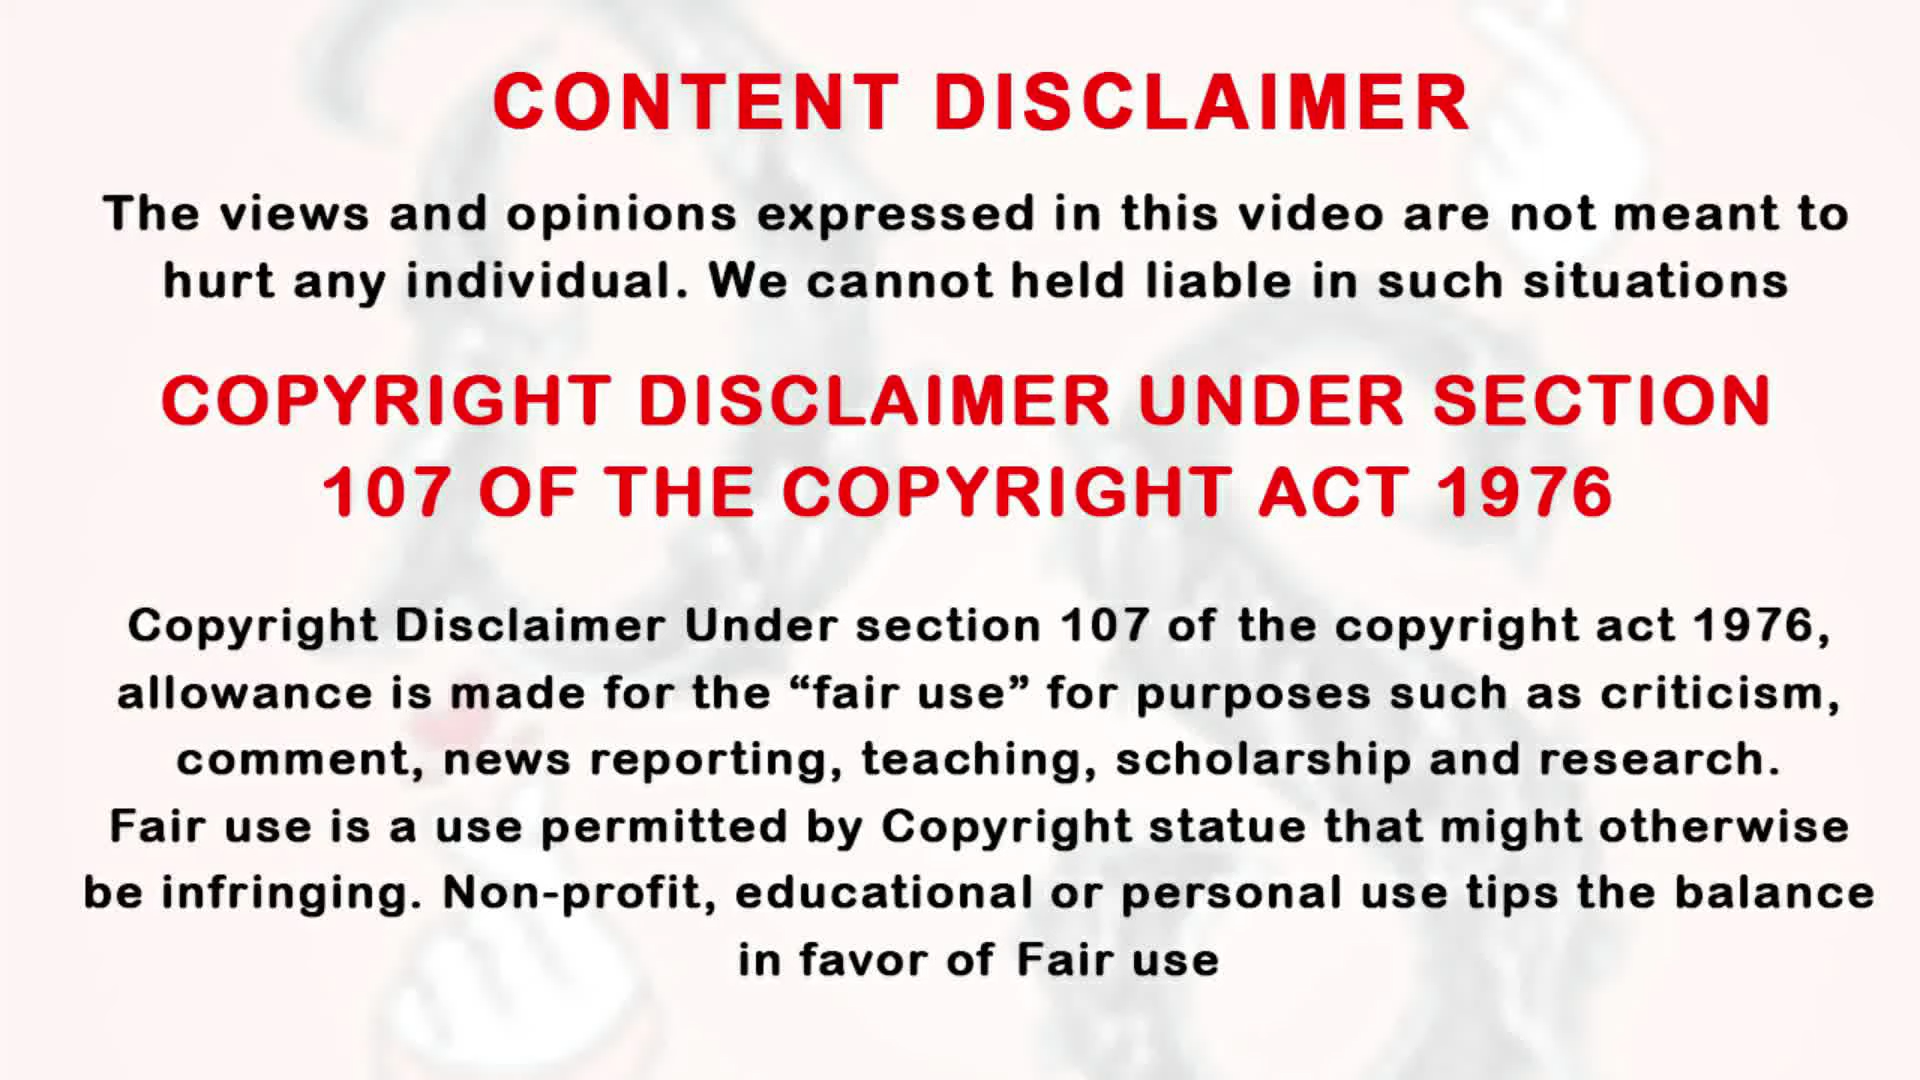 CONTENT DISCLAIMER
The views and opinions expressed in this video are not meant to
hurt any individual. We cannot held liable in such situations
COPYRIGHT DISCLAIMER UNDER SECTION
107 OF THE COPYRIGHT ACT 1976
Copyright Disclaimer Under section 107 of the copyright act 1976,
allowance is made for the “fair use” for purposes such as criticism,
comment, news reporting, teaching, scholarship and research.
Fair use is a use permitted by Copyright statue that might otherwise
be infringing. Non-profit, educational or personal use tips the balance
in favor of Fair use